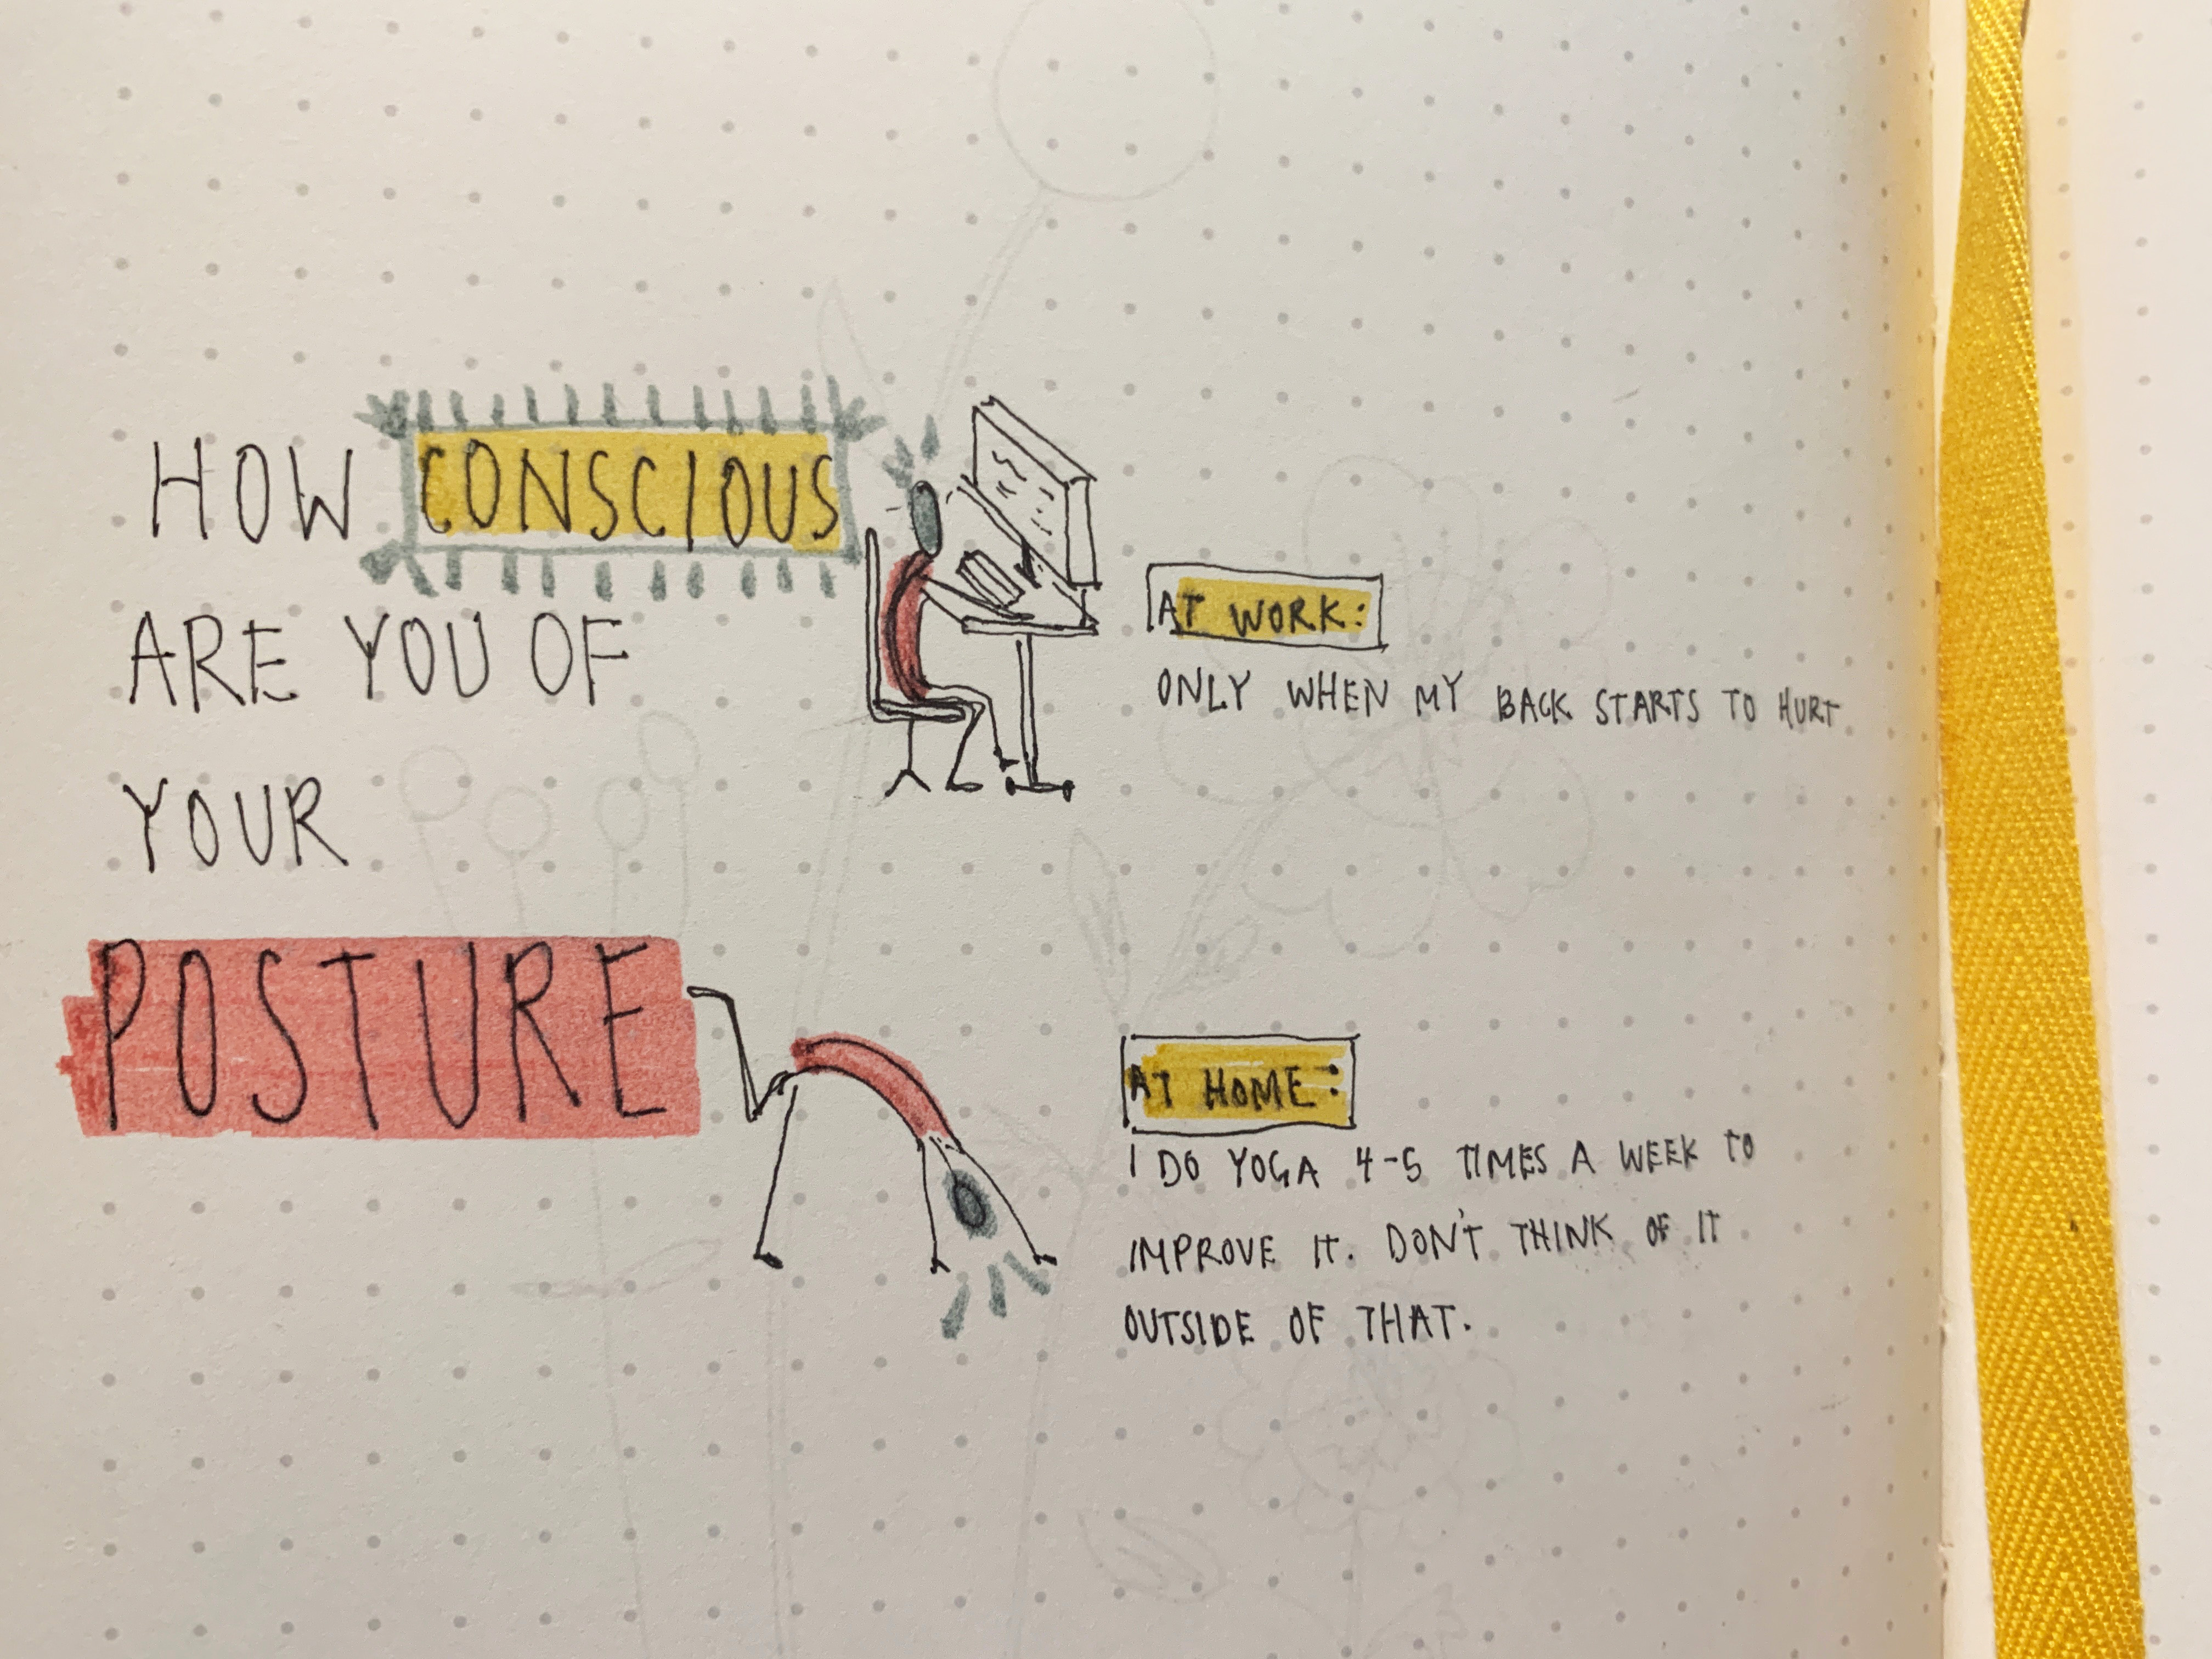 HOW CONSCIOUS
ARE YOU OF
YOUR
POSTURE
AT WORK:
ONLY WHEN MY BACK STARTS TO HURT
AT HOME:
I DO YOGA 4-5 TIMES A WEEK TO
IMPROVE IT. DON'T THINK OF IT
OUTSIDE OF THAT.